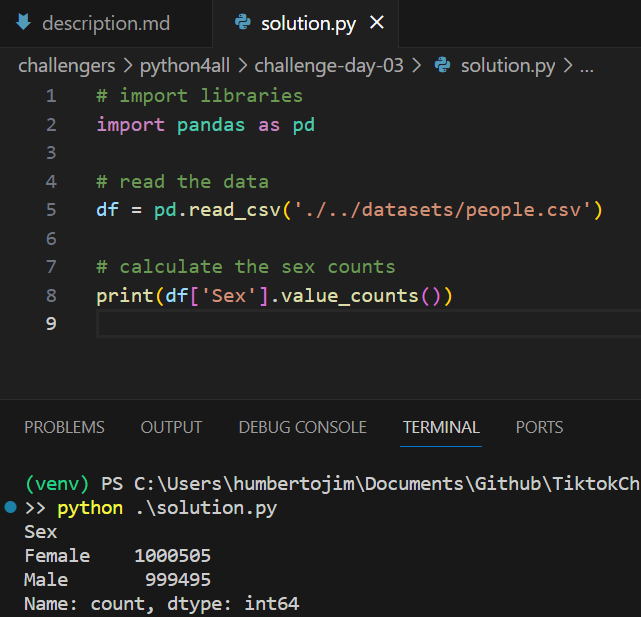 description.md solution.py
challengers > python4all > challenge-day-03 > solution.py > ...
1 # import libraries
2 import pandas as pd
3
4 # read the data
5 df = pd.read_csv('./../datasets/people.csv')
6
7 # calculate the sex counts
8 print(df['Sex'].value_counts())
9
PROBLEMS OUTPUT DEBUG CONSOLE TERMINAL PORTS
(venv) PS C:\Users\humbertojim\Documents\Github\TiktokCh
>> python .\solution.py
Sex
Female    1000505
Male       999495
Name: count, dtype: int64